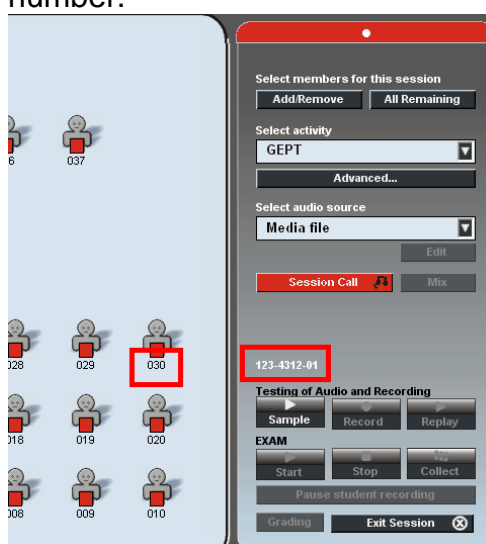 number.
6 037
Select members for this session
Add/Remove All Remaining
Select activity
GEPT
Advanced...
Select audio source
Media file
Edit
Session Call Mix
028 029 030
123-4312-01
Testing of Audio and Recording
Sample Record Replay
018 019 020
EXAM
Start Stop Collect
Pause student recording
008 009 010
Grading Exit Session